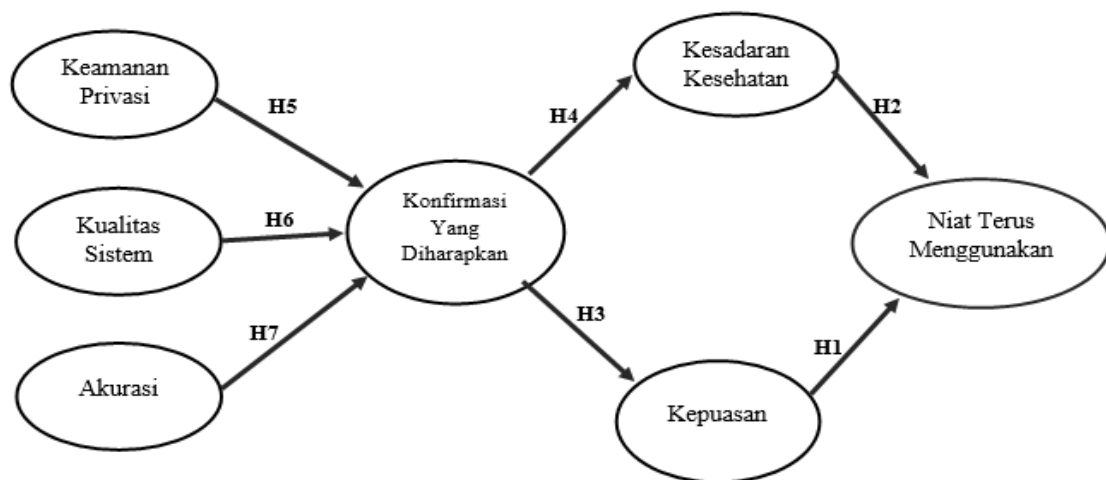 Keamanan
Privasi
H5
Kualitas
Sistem
H6
Akurasi
H7
Konfirmasi
Yang
Diharapkan
H4
Kesadaran
Kesehatan
H2
H3
Kepuasan
H1
Niat Terus
Menggunakan